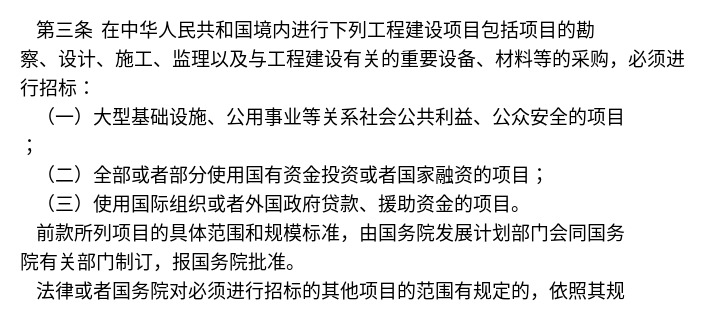 第三条 在中华人民共和国境内进行下列工程建设项目包括项目的勘
察、设计、施工、监理以及与工程建设有关的重要设备、材料等的采购，必须进
行招标：
（一）大型基础设施、公用事业等关系社会公共利益、公众安全的项目
；
（二）全部或者部分使用国有资金投资或者国家融资的项目；
（三）使用国际组织或者外国政府贷款、援助资金的项目。
前款所列项目的具体范围和规模标准，由国务院发展计划部门会同国务
院有关部门制订，报国务院批准。
法律或者国务院对必须进行招标的其他项目的范围有规定的，依照其规